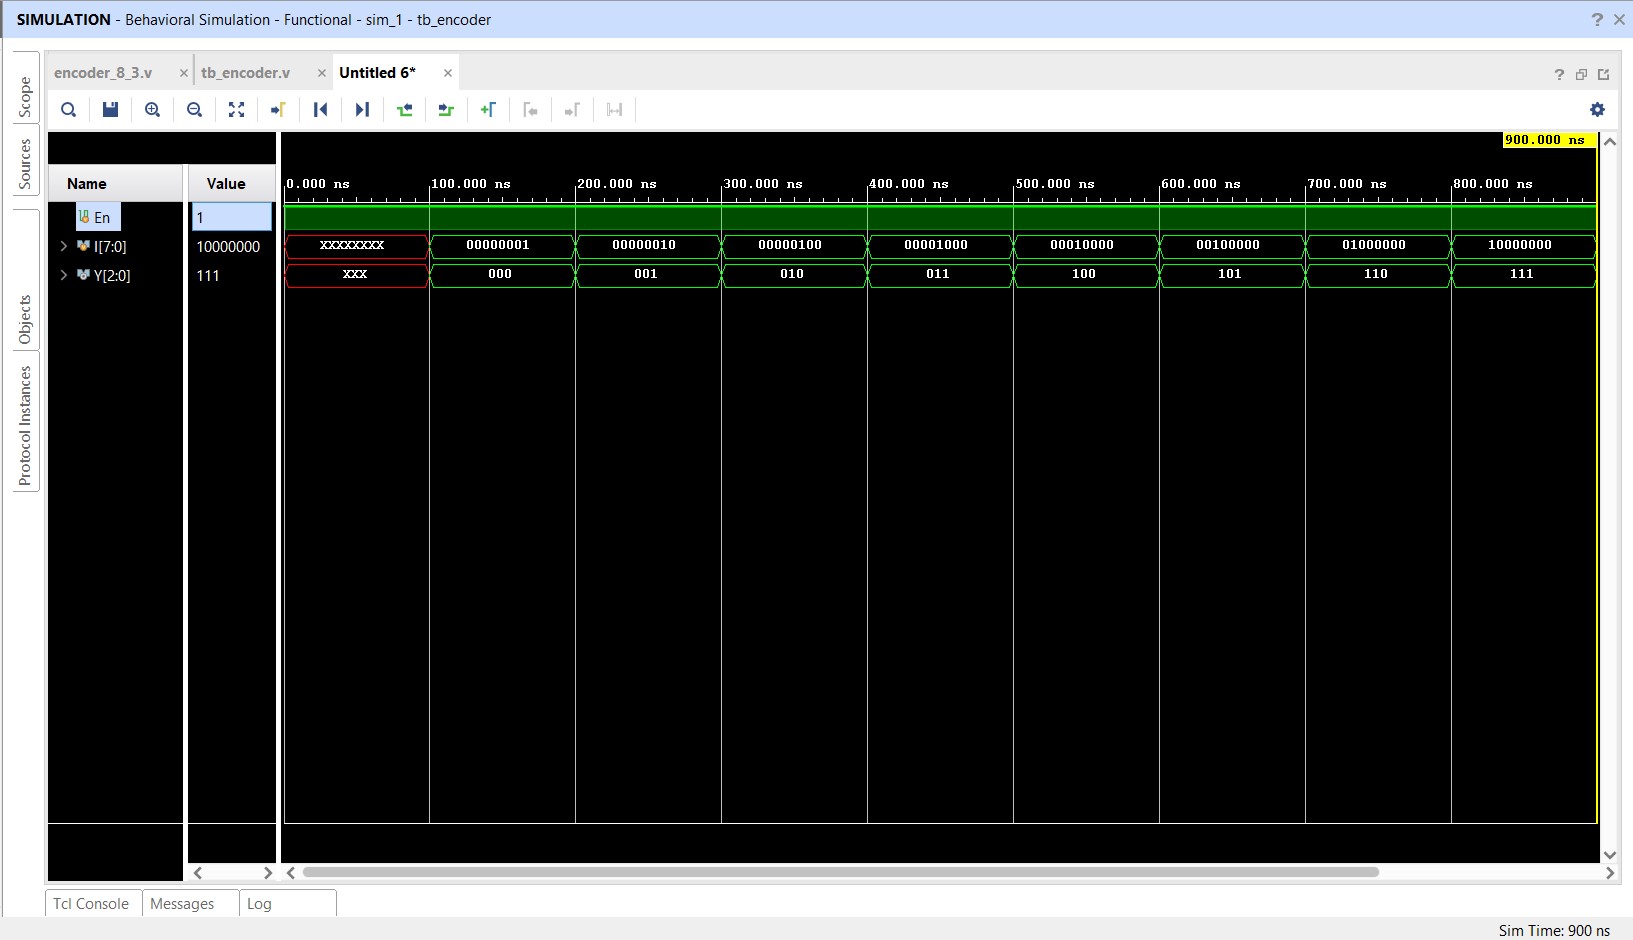 SIMULATION - Behavioral Simulation - Functional - sim_1 - tb_encoder
encoder_8_3.v
tb_encoder.v
Untitled 6*
Scope
Sources
Objects
Protocol Instances
900.000 ns
Name
Value
0.000 ns 100.000 ns 200.000 ns 300.000 ns 400.000 ns 500.000 ns 600.000 ns 700.000 ns 800.000 ns
En 1
I[7:0] 10000000 XXXXXXXX 00000001 00000010 00000100 00001000 00010000 00100000 01000000 10000000
Y[2:0] 111 XXX 000 001 010 011 100 101 110 111
Tcl Console
Messages
Log
Sim Time: 900 ns